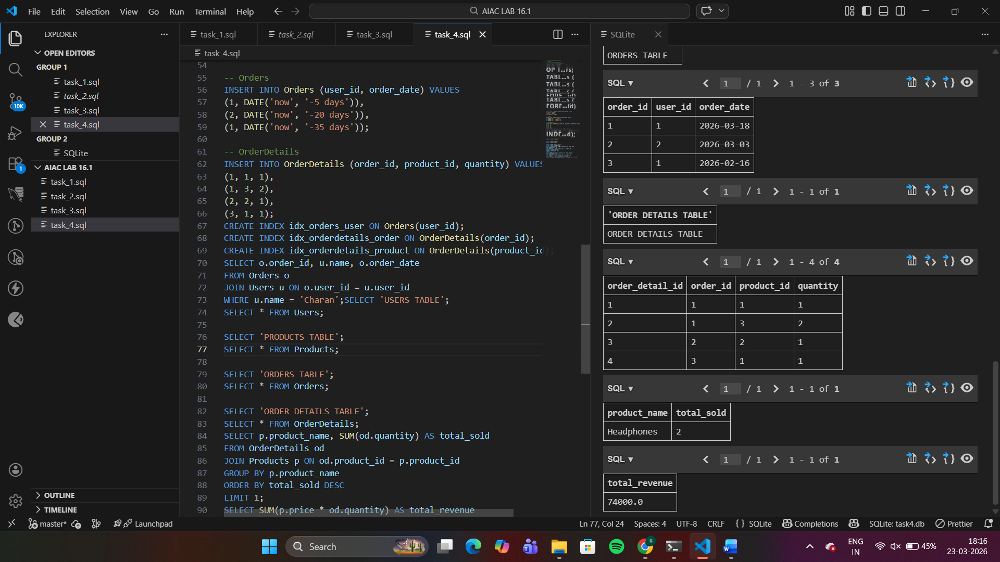 File Edit Selection View Go Run Terminal Help
AIAC LAB 16.1
EXPLORER
OPEN EDITORS
GROUP 1
task_1.sql
task_2.sql
task_3.sql
task_4.sql
GROUP 2
SQLite
AIAC LAB 16.1
task_1.sql
task_2.sql
task_3.sql
task_4.sql
OUTLINE
TIMELINE
10K
1
task_1.sql task_2.sql task_3.sql task_4.sql
task_4.sql
54
55 -- Orders
56 INSERT INTO Orders (user_id, order_date) VALUES
57 (1, DATE('now', '-5 days')),
58 (2, DATE('now', '-20 days')),
59 (1, DATE('now', '-35 days'));
60
61 -- OrderDetails
62 INSERT INTO OrderDetails (order_id, product_id, quantity) VALUES
63 (1, 1, 1),
64 (1, 3, 2),
65 (2, 2, 1),
66 (3, 1, 1);
67 CREATE INDEX idx_orders_user ON Orders(user_id);
68 CREATE INDEX idx_orderdetails_order ON OrderDetails(order_id);
69 CREATE INDEX idx_orderdetails_product ON OrderDetails(product_id);
70 SELECT o.order_id, u.name, o.order_date
71 FROM Orders o
72 JOIN Users u ON o.user_id = u.user_id
73 WHERE u.name = 'Charan';SELECT 'USERS TABLE';
74 SELECT * FROM Users;
75
76 SELECT 'PRODUCTS TABLE';
77 SELECT * FROM Products;
78
79 SELECT 'ORDERS TABLE';
80 SELECT * FROM Orders;
81
82 SELECT 'ORDER DETAILS TABLE';
83 SELECT * FROM OrderDetails;
84 SELECT p.product_name, SUM(od.quantity) AS total_sold
85 FROM OrderDetails od
86 JOIN Products p ON od.product_id = p.product_id
87 GROUP BY p.product_name
88 ORDER BY total_sold DESC
89 LIMIT 1;
90 SELECT SUM(p.price * od.quantity) AS total_revenue
SQLite
ORDERS TABLE
SQL 1 / 1 1 - 3 of 3
order_id user_id order_date
1 1 2026-03-18
2 2 2026-03-03
3 1 2026-02-16
SQL 1 / 1 1 - 1 of 1
'ORDER DETAILS TABLE'
ORDER DETAILS TABLE
SQL 1 / 1 1 - 4 of 4
order_detail_id order_id product_id quantity
1 1 1 1
2 1 3 2
3 2 2 1
4 3 1 1
SQL 1 / 1 1 - 1 of 1
product_name total_sold
Headphones 2
SQL 1 / 1 1 - 1 of 1
total_revenue
74000.0
master* Launchpad Ln 77, Col 24 Spaces: 4 UTF-8 CRLF {} SQLite Completions SQLite: task4.db Prettier
Search
ENG
IN
45%
18:16
23-03-2026